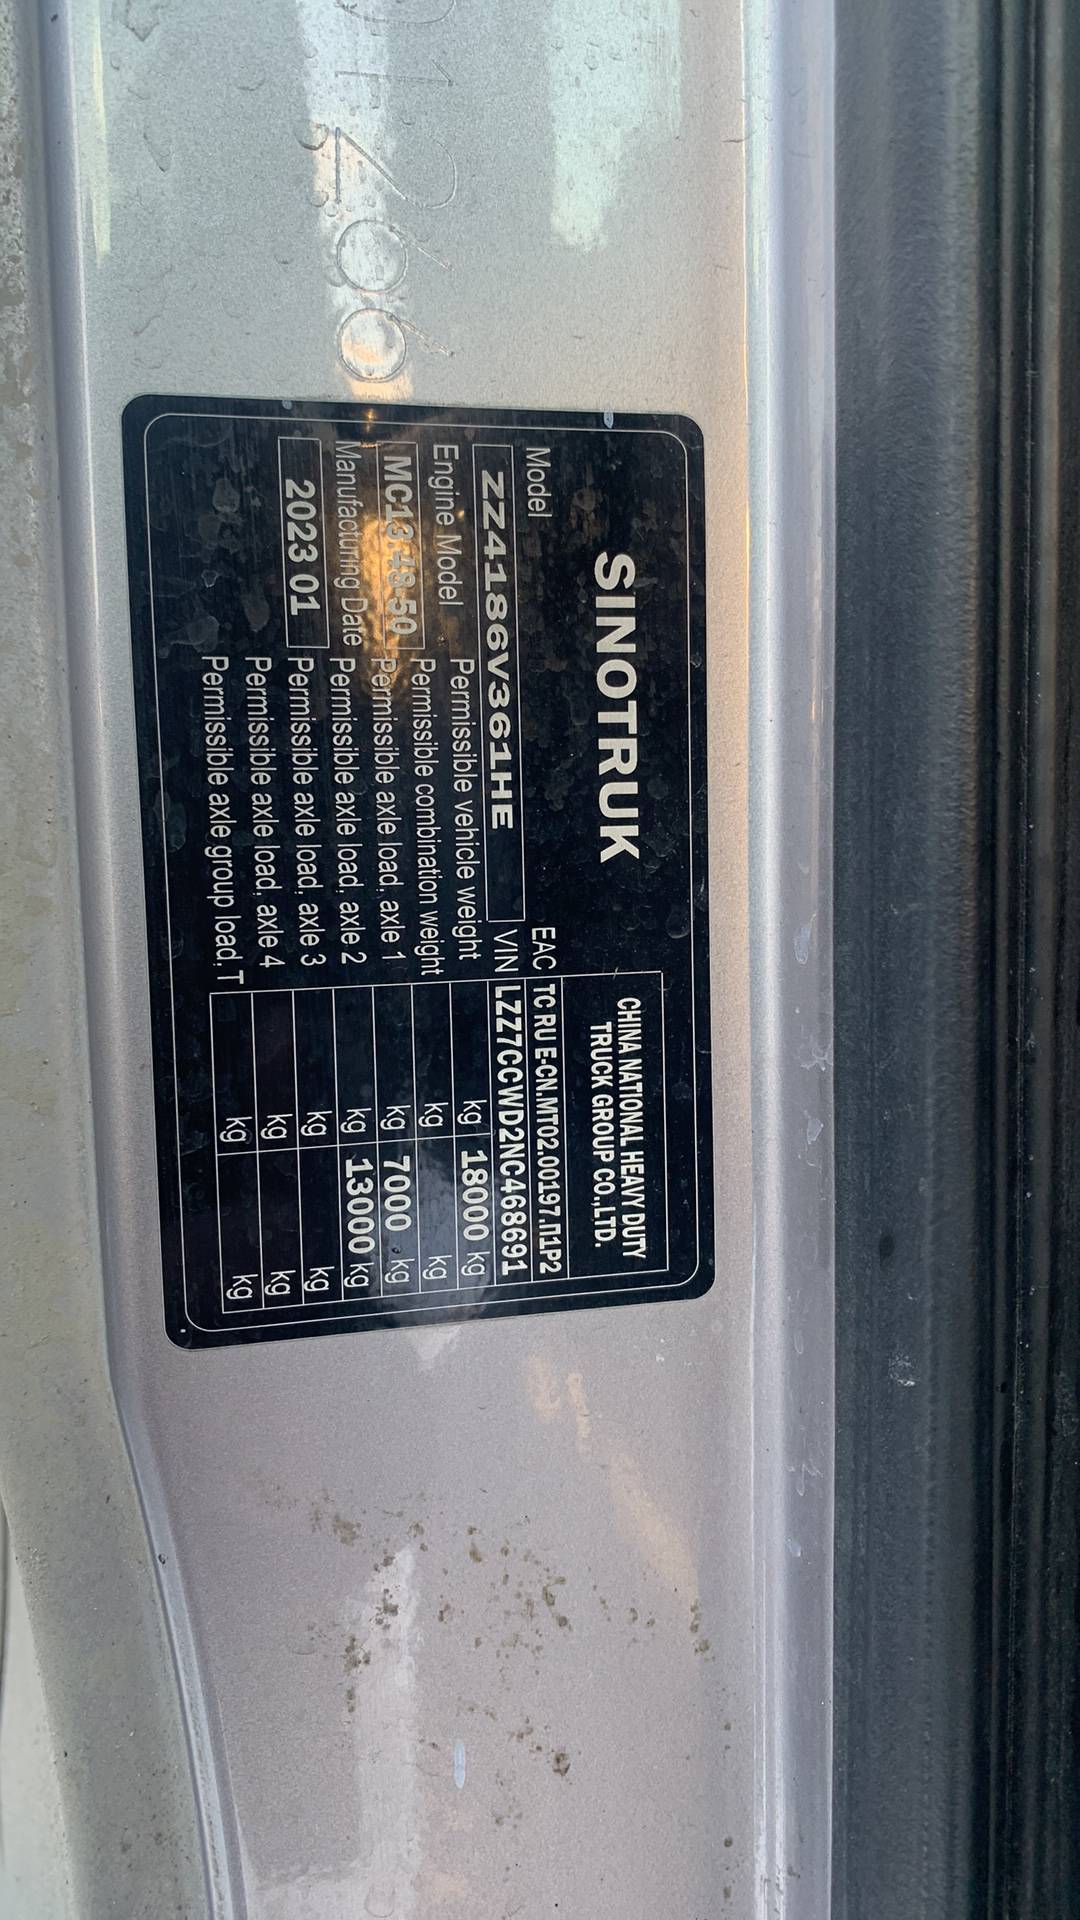 SINOTRUK
CHINA NATIONAL HEAVY DUTY
TRUCK GROUP CO.,LTD.
Model
EAC TC RU E-CN.MT02.00197.П1Р2
ZZ4186V361HE
VIN LZZ7CCWD2NC468691
Engine Model
MC13.48-50
Manufacturing Date
2023 01
Permissible vehicle weight kg 18000 kg
Permissible combination weight kg kg
Permissible axle load, axle 1 kg 7000 kg
Permissible axle load, axle 2 kg 13000 kg
Permissible axle load, axle 3 kg kg
Permissible axle load, axle 4 kg kg
Permissible axle group load,T kg kg